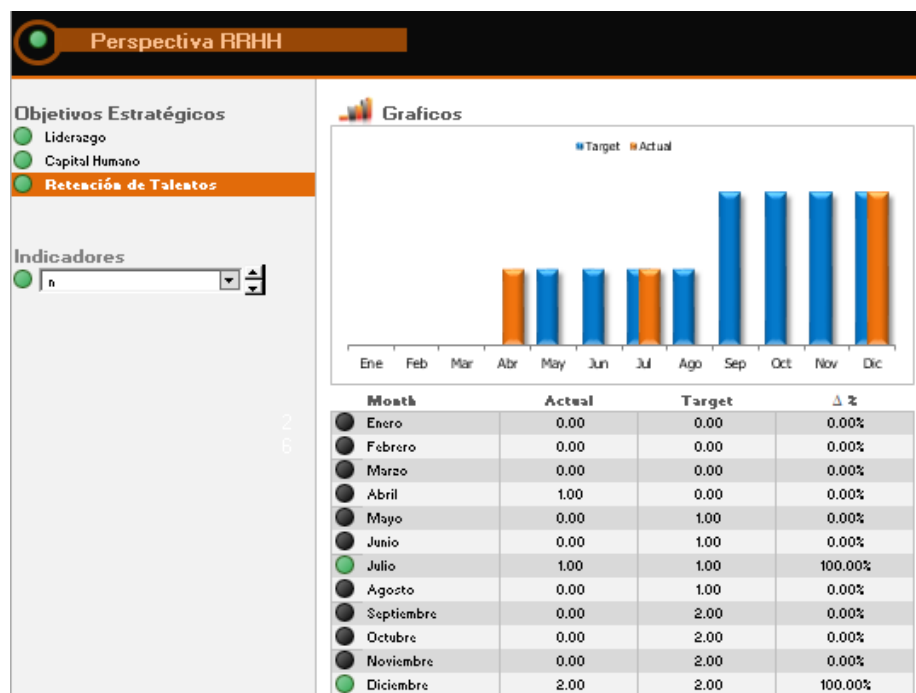 Perspectiva RRHH
Objetivos Estratégicos
Liderazgo
Capital Humano
Retención de Talentos
Indicadores
n
Graficos
Target Actual
Ene Feb Mar Abr May Jun Jul Ago Sep Oct Nov Dic
Month Actual Target Δ %
Enero 0.00 0.00 0.00%
Febrero 0.00 0.00 0.00%
Marzo 0.00 0.00 0.00%
Abril 1.00 0.00 0.00%
Mayo 0.00 1.00 0.00%
Junio 0.00 1.00 0.00%
Julio 1.00 1.00 100.00%
Agosto 0.00 1.00 0.00%
Septiembre 0.00 2.00 0.00%
Octubre 0.00 2.00 0.00%
Noviembre 0.00 2.00 0.00%
Diciembre 2.00 2.00 100.00%
2
6